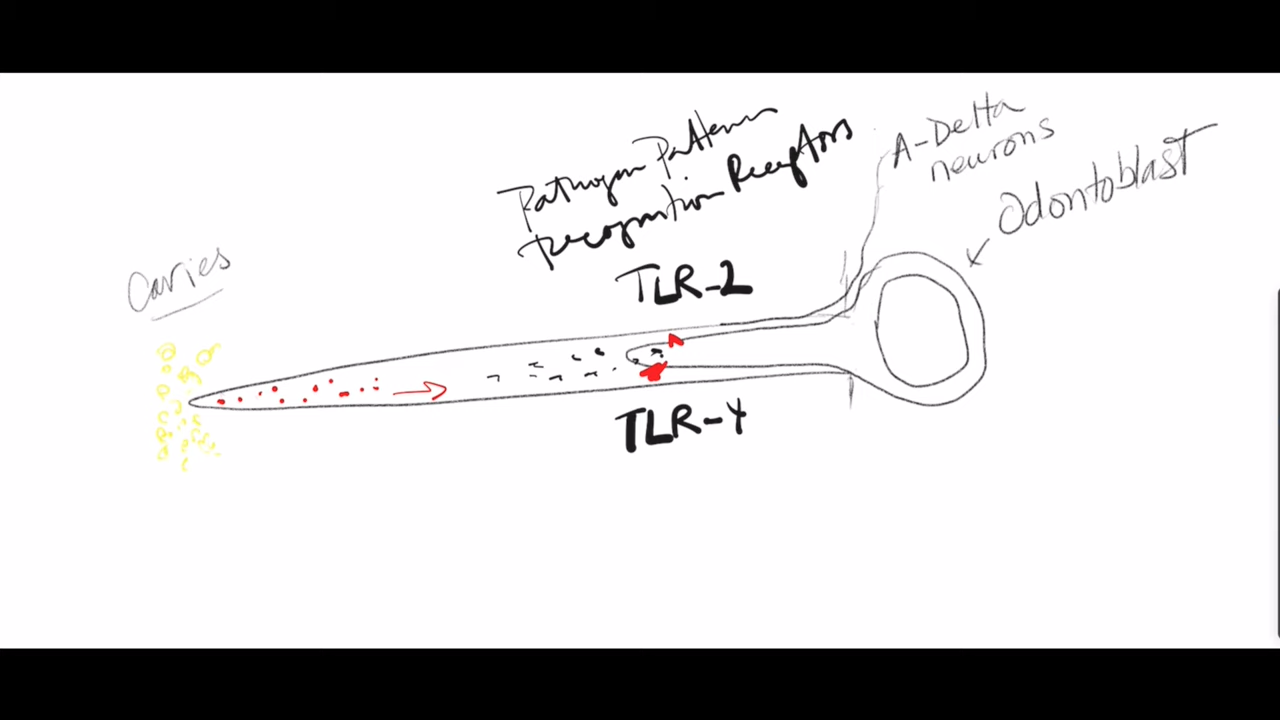 Pathogen Pattern
Recognition Receptors
A-Delta
neurons
Odontoblast
Caries
TLR-2
TLR-4